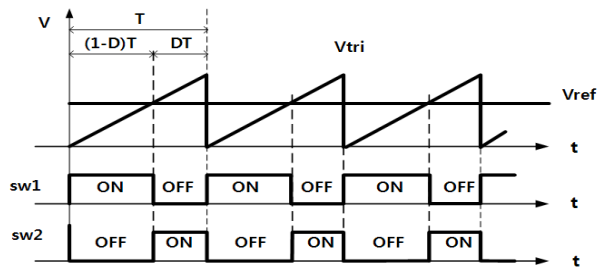 T
V
(1-D)T DT
Vtri
Vref
t
sw1 ON OFF ON OFF ON OFF
t
sw2 OFF ON OFF ON OFF ON
t